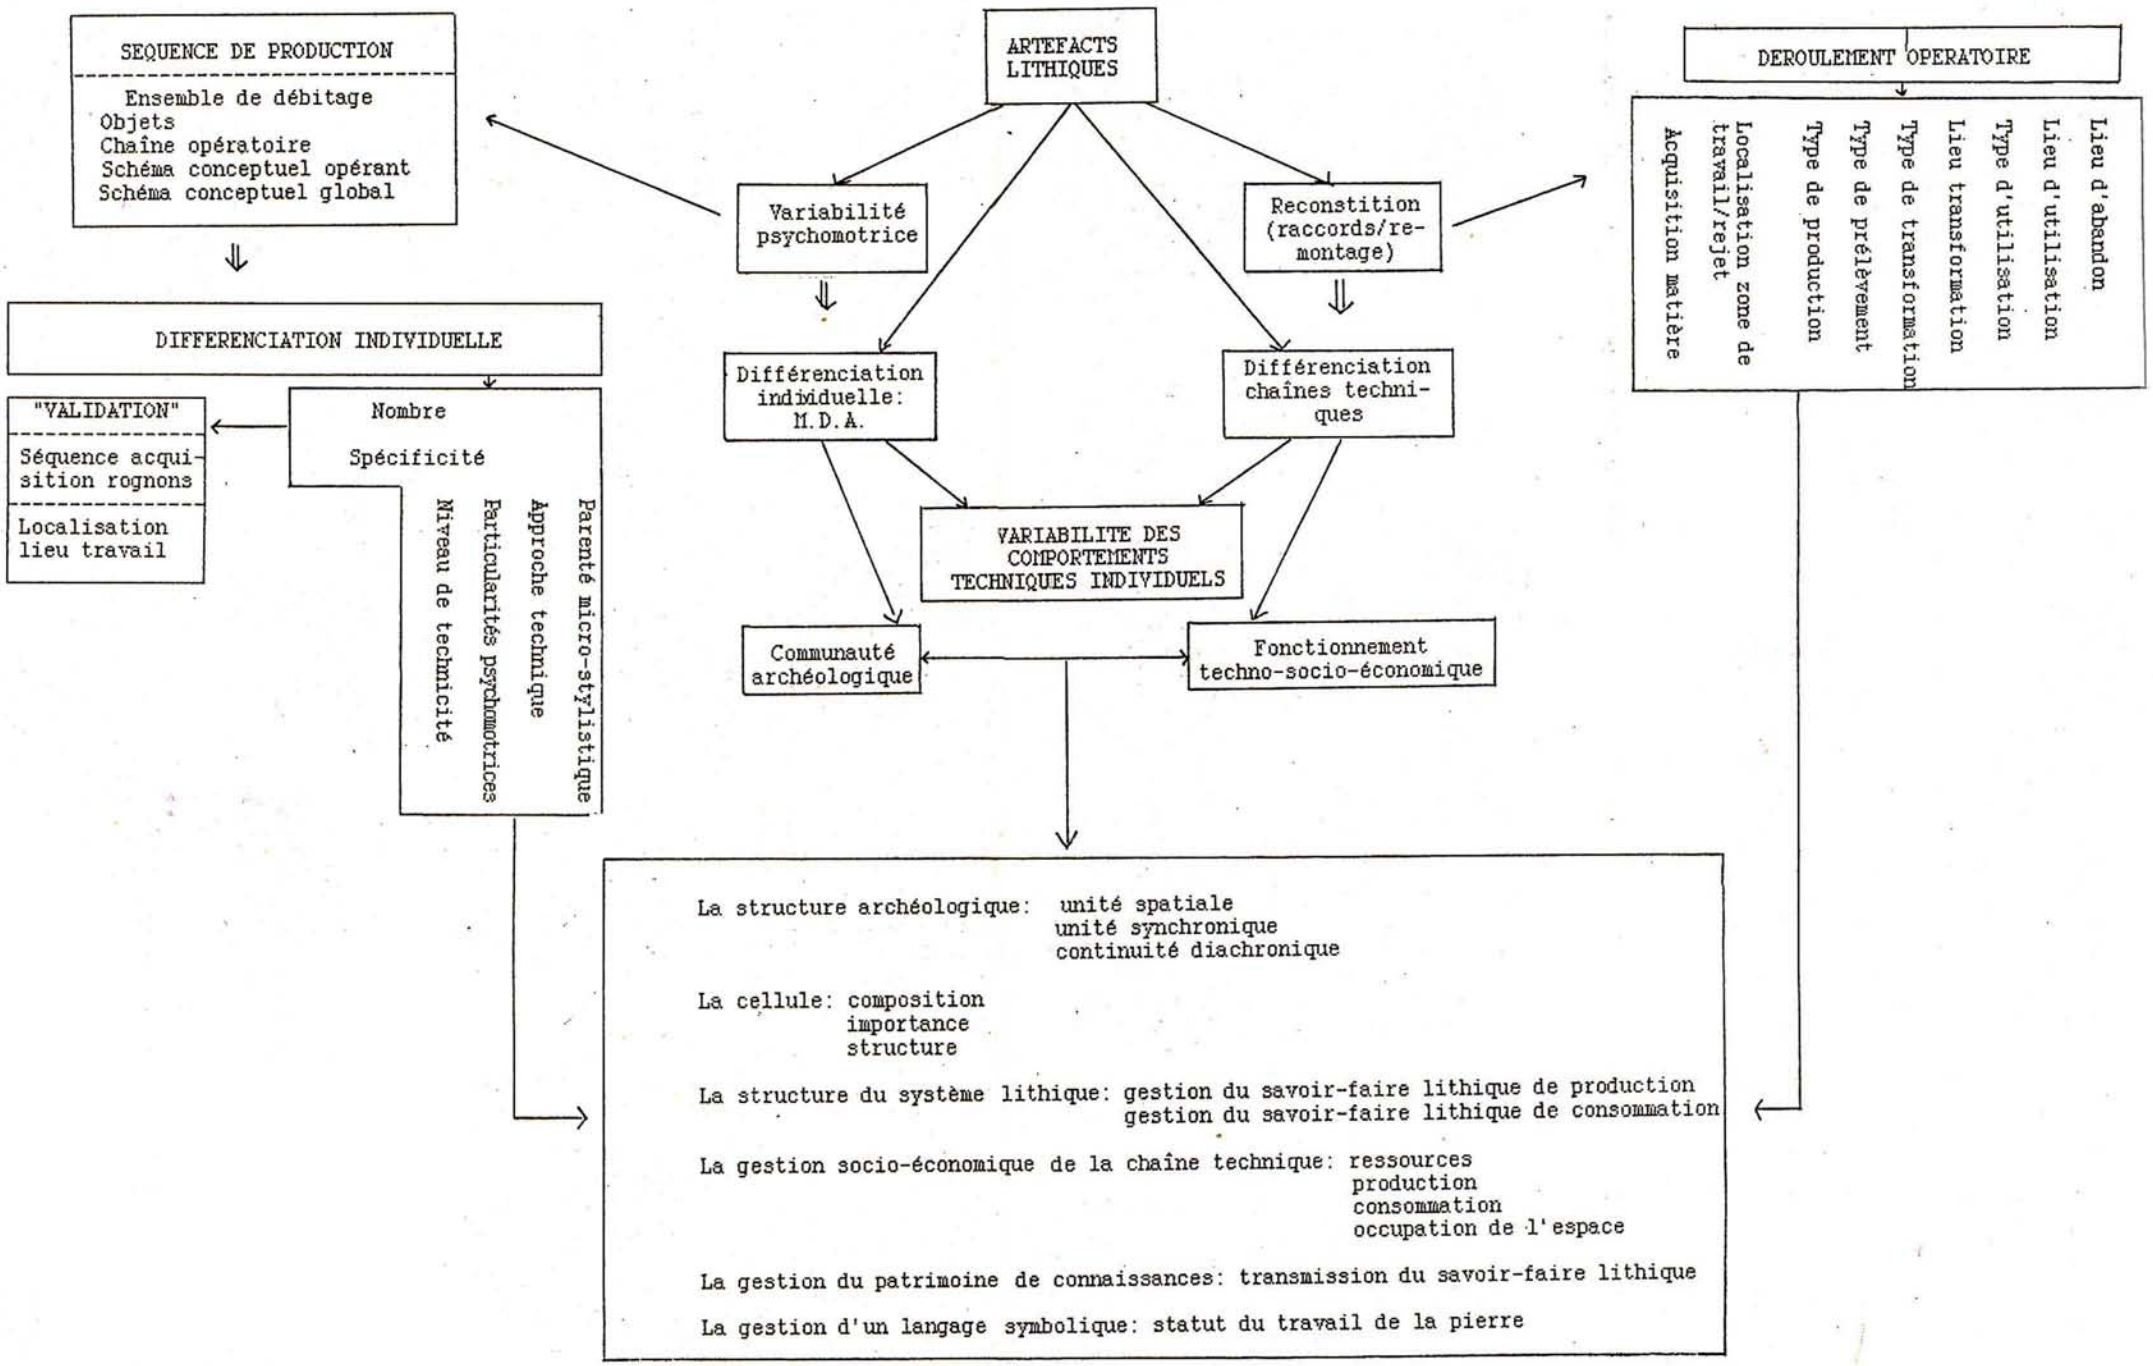 SEQUENCE DE PRODUCTION
Ensemble de débitage
Objets
Chaîne opératoire
Schéma conceptuel opérant
Schéma conceptuel global
ARTEFACTS
LITHIQUES
DEROULEMENT OPERATOIRE
Lieu d'abandon
Lieu d'utilisation
Type d'utilisation
Lieu transformation
Type de transformation
Type de prélèvement
Type de production
Localisation zone de
travail/rejet
Acquisition matière
Variabilité
psychomotrice
Reconstition
(raccords/re-
montage)
DIFFERENCIATION INDIVIDUELLE
Différenciation
individuelle:
M.D.A.
Différenciation
chaînes techni-
ques
"VALIDATION"
Séquence acqui-
sition rognons
Localisation
lieu travail
Nombre
Spécificité
Parenté micro-stylistique
Approche technique
Particularités psychomotrices
Niveau de technicité
VARIABILITE DES
COMPORTEMENTS
TECHNIQUES INDIVIDUELS
Communauté
archéologique
Fonctionnement
techno-socio-économique
La structure archéologique: unité spatiale
unité synchronique
continuité diachronique
La cellule: composition
importance
structure
La structure du système lithique: gestion du savoir-faire lithique de production
gestion du savoir-faire lithique de consommation
La gestion socio-économique de la chaîne technique: ressources
production
consommation
occupation de l'espace
La gestion du patrimoine de connaissances: transmission du savoir-faire lithique
La gestion d'un langage symbolique: statut du travail de la pierre